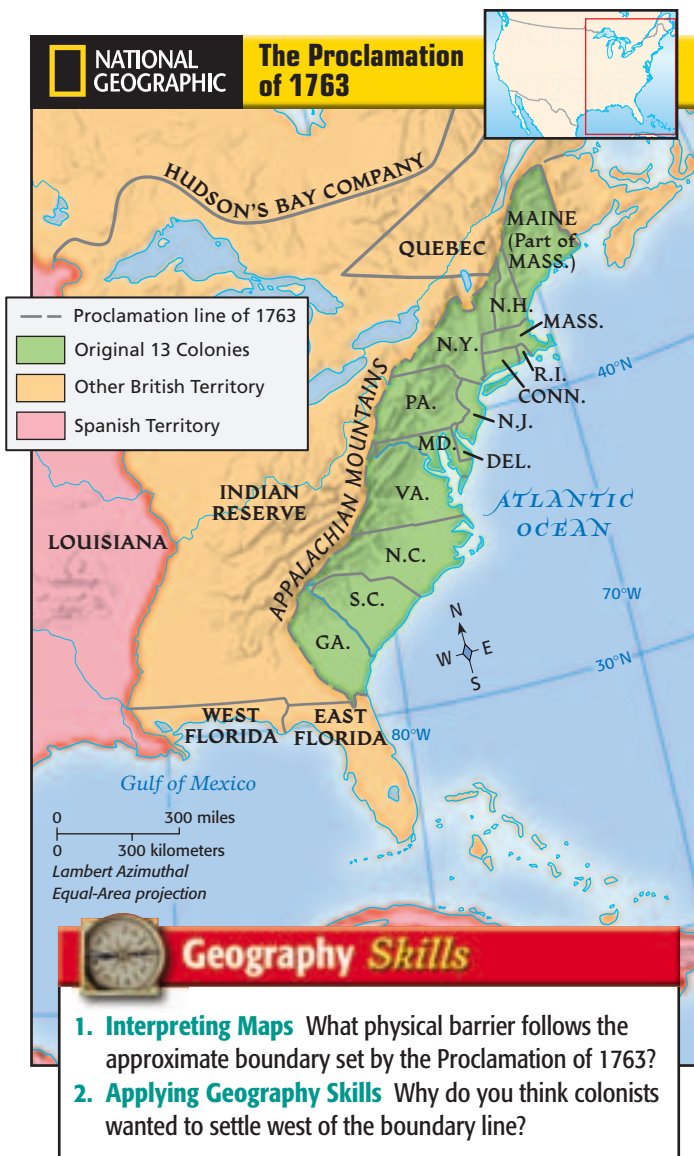 NATIONAL
GEOGRAPHIC
The Proclamation
of 1763
HUDSON'S BAY COMPANY
QUEBEC
MAINE
(Part of
MASS.)
N.H.
MASS.
N.Y.
R.I.
CONN.
40°N
PA.
N.J.
MD.
DEL.
Proclamation line of 1763
Original 13 Colonies
Other British Territory
Spanish Territory
APPALACHIAN MOUNTAINS
INDIAN
RESERVE
VA.
ATLANTIC
OCEAN
LOUISIANA
N.C.
S.C.
70°W
GA.
N
W E
S
30°N
WEST
FLORIDA
EAST
FLORIDA
80°W
Gulf of Mexico
0 300 miles
0 300 kilometers
Lambert Azimuthal
Equal-Area projection
Geography Skills
1. Interpreting Maps What physical barrier follows the
approximate boundary set by the Proclamation of 1763?
2. Applying Geography Skills Why do you think colonists
wanted to settle west of the boundary line?